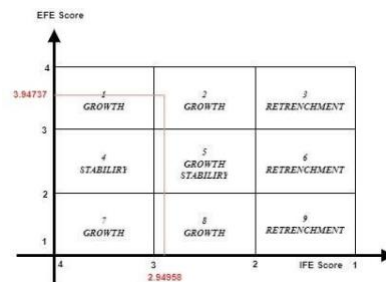 EFE Score
4
3.94737
1
GROWTH
2
GROWTH
3
RETRENCHMENT
3
4
STABILIRY
5
GROWTH
STABILIRY
6
RETRENCHMENT
2
7
GROWTH
8
GROWTH
9
RETRENCHMENT
1
4
3
2
IFE Score
1
2.94958